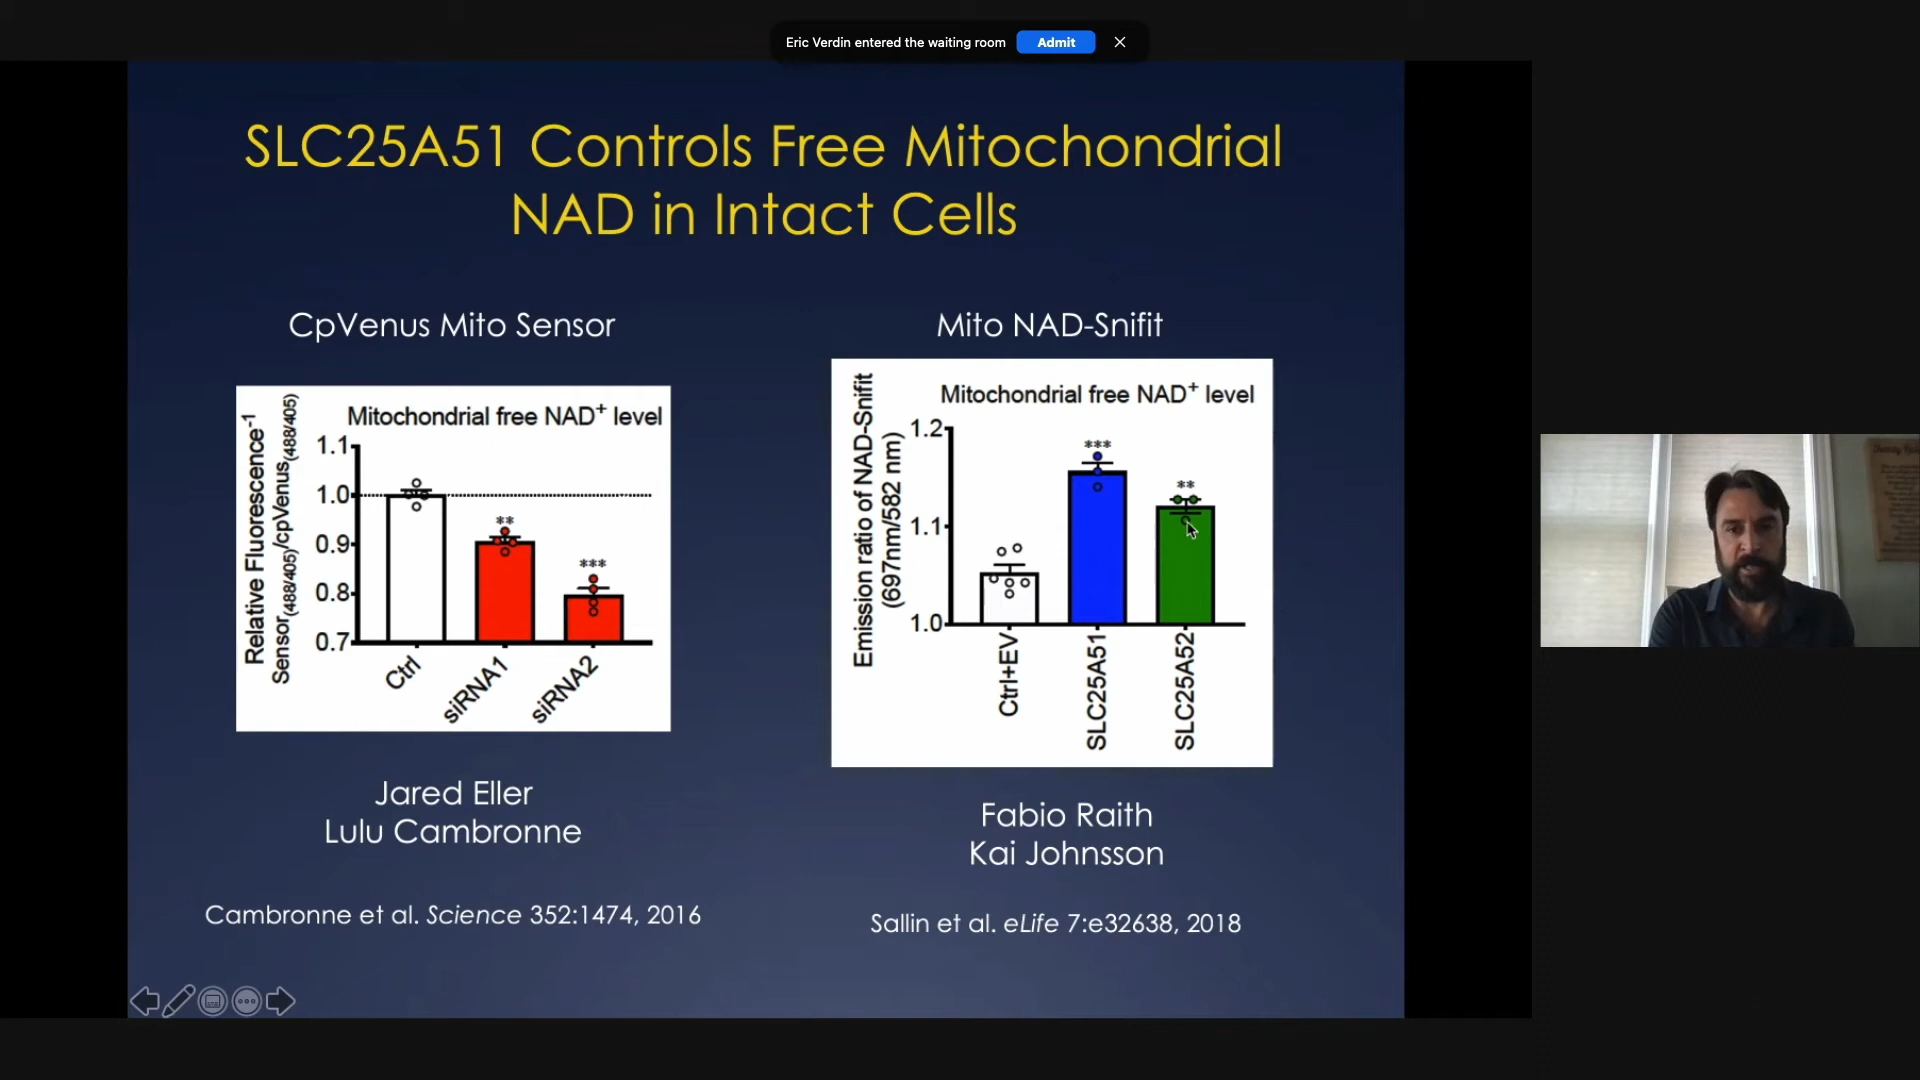 Eric Verdin entered the waiting room
Admit
SLC25A51 Controls Free Mitochondrial
NAD in Intact Cells
CpVenus Mito Sensor
Relative Fluorescence-1
Sensor(488/405)/cpVenus(488/405)
Mitochondrial free NAD+ level
1.1
1.0
0.9
0.8
0.7
**
***
Ctrl
siRNA1
siRNA2
Jared Eller
Lulu Cambronne
Cambronne et al. Science 352:1474, 2016
Mito NAD-Snifit
Emission ratio of NAD-Snifit
(697nm/582 nm)
Mitochondrial free NAD+ level
1.2
1.1
1.0
***
**
Ctrl+EV
SLC25A51
SLC25A52
Fabio Raith
Kai Johnsson
Sallin et al. eLife 7:e32638, 2018